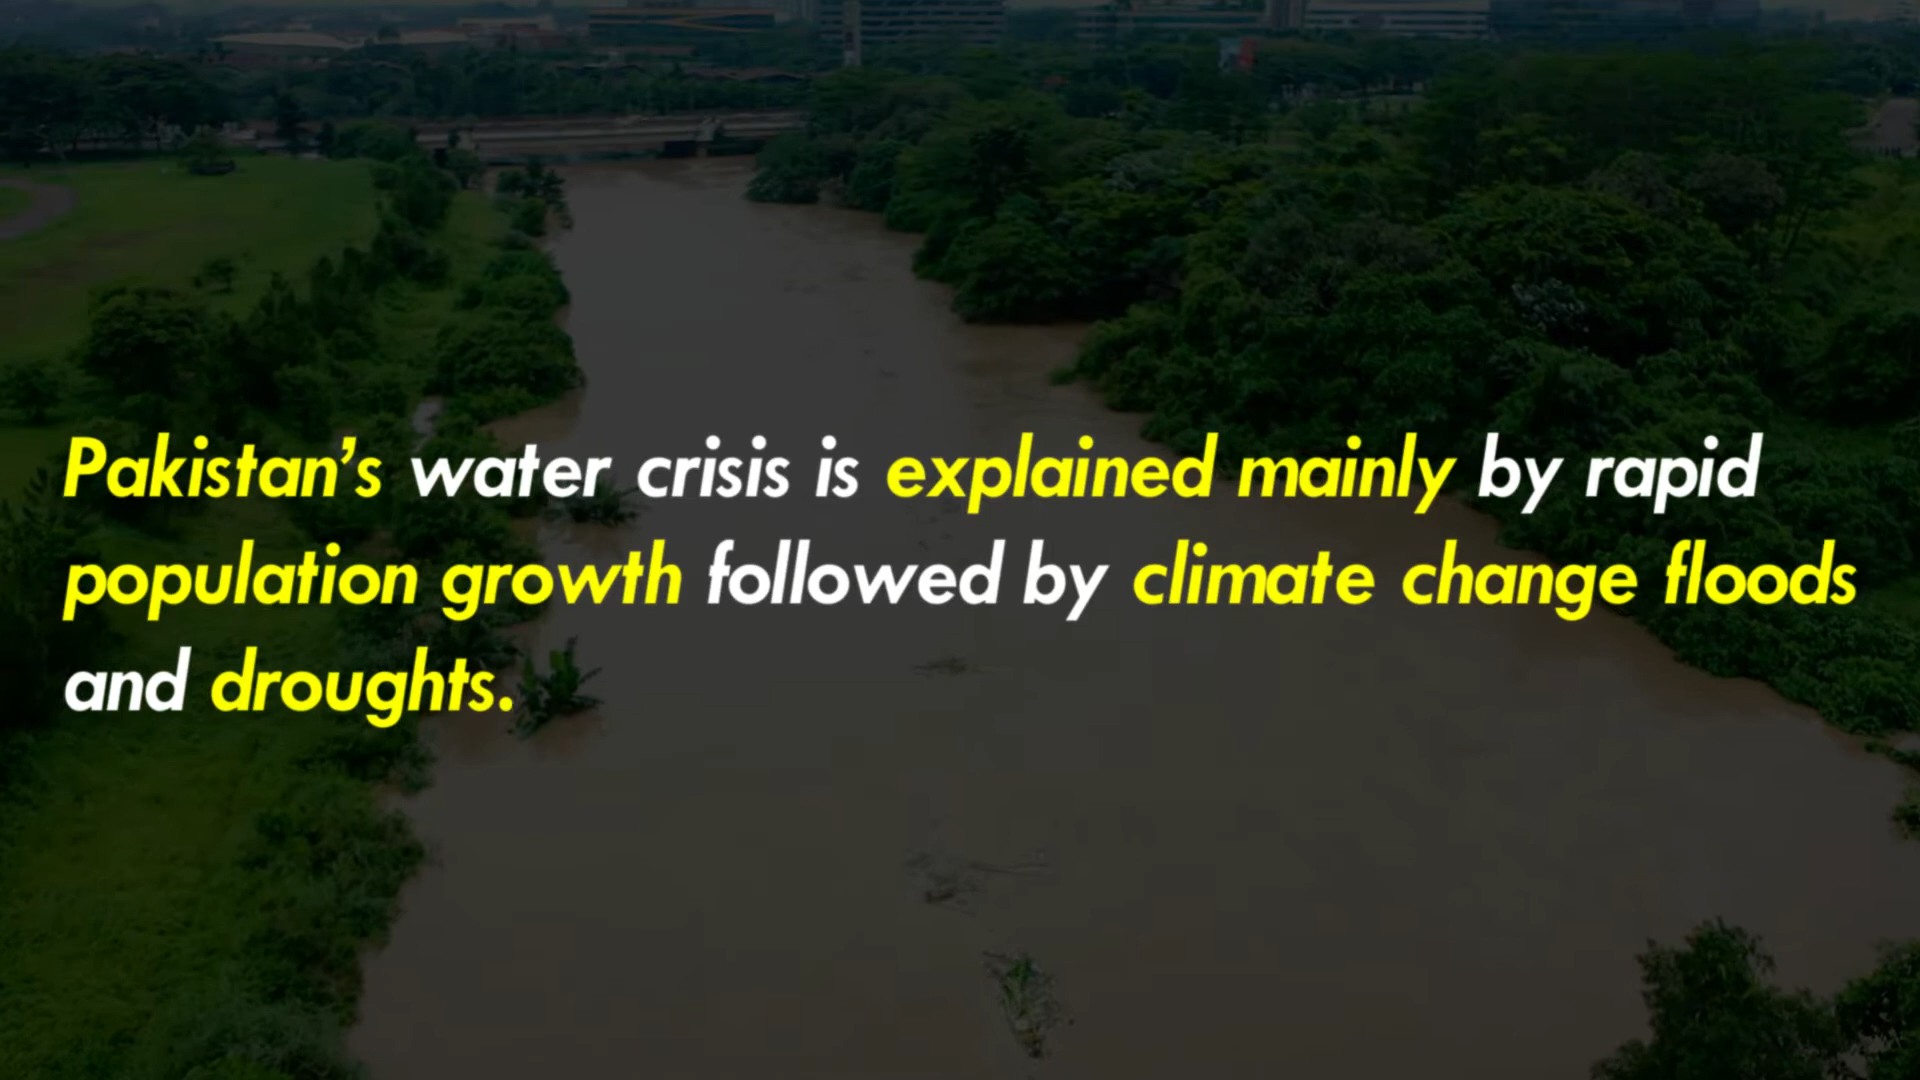 Pakistan’s water crisis is explained mainly by rapid
population growth followed by climate change floods
and droughts.